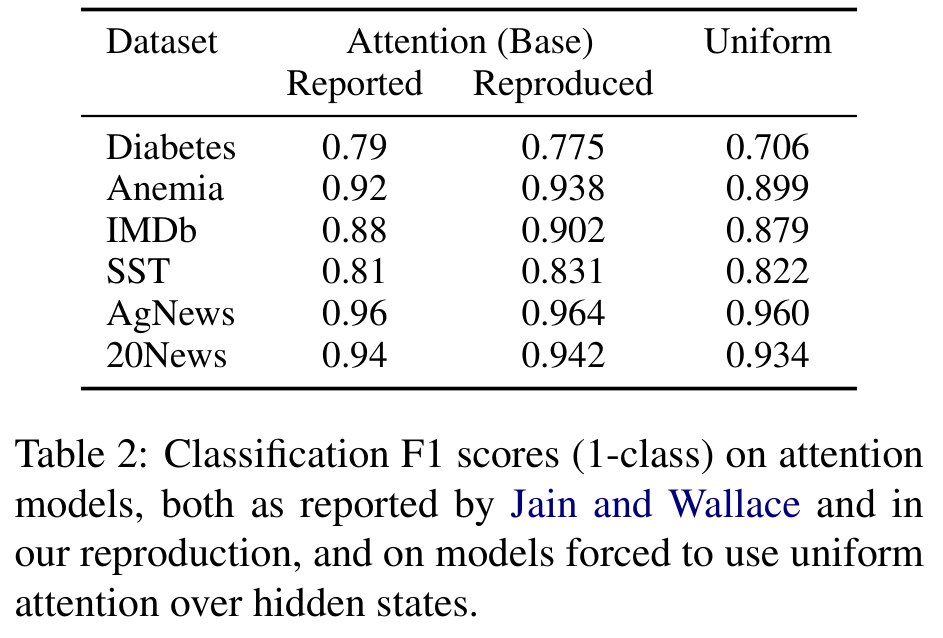 Dataset Attention (Base) Uniform
Reported Reproduced
Diabetes 0.79 0.775 0.706
Anemia 0.92 0.938 0.899
IMDb 0.88 0.902 0.879
SST 0.81 0.831 0.822
AgNews 0.96 0.964 0.960
20News 0.94 0.942 0.934
Table 2: Classification F1 scores (1-class) on attention
models, both as reported by Jain and Wallace and in
our reproduction, and on models forced to use uniform
attention over hidden states.